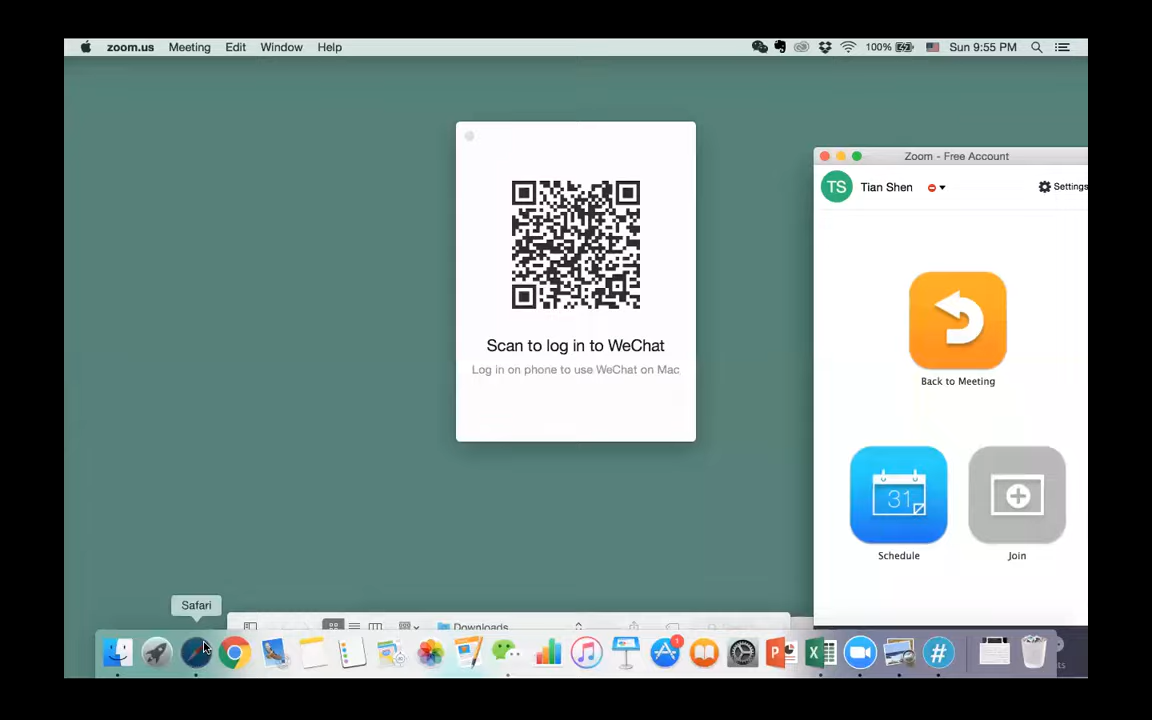 zoom.us Meeting Edit Window Help 100% Sun 9:55 PM
Zoom - Free Account
TS Tian Shen Settings
Scan to log in to WeChat
Log in on phone to use WeChat on Mac
Back to Meeting
31
Schedule Join
Safari
Downloads
1